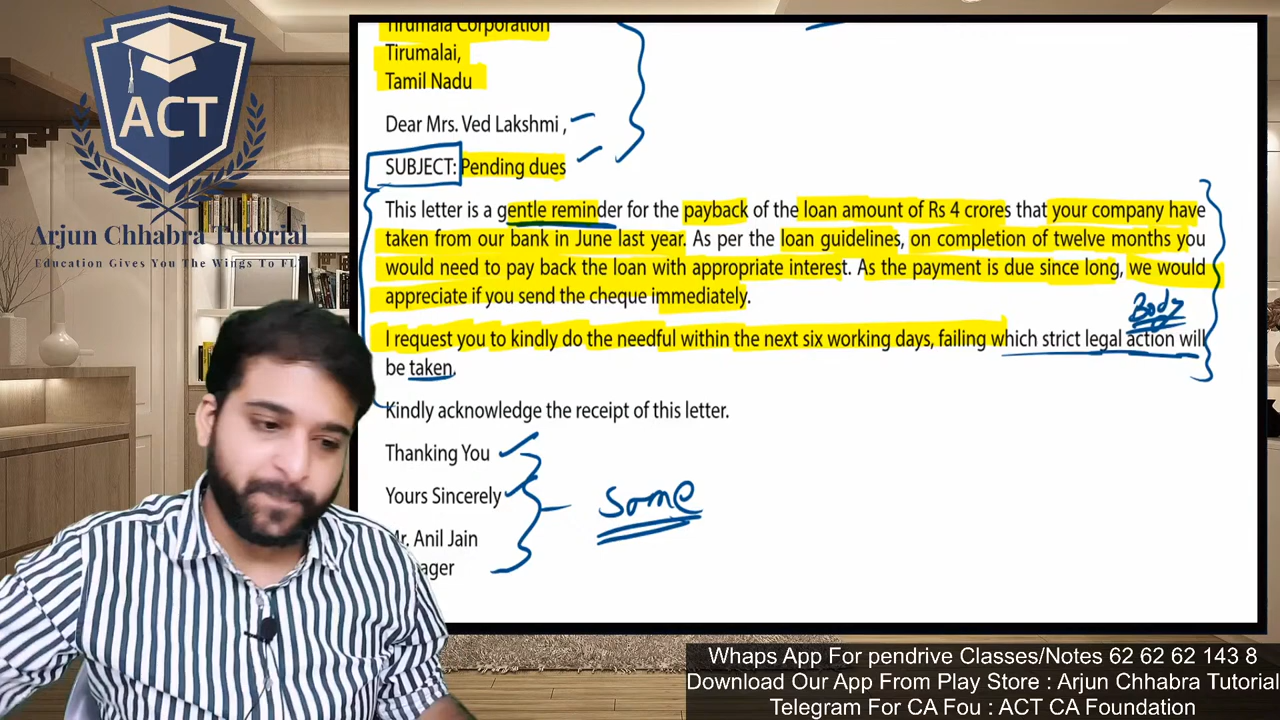 ACT
Arjun Chhabra Tutorial
Education Gives You The Wings To
Tirumala Corporation
Tirumalai,
Tamil Nadu
Dear Mrs. Ved Lakshmi ,
SUBJECT: Pending dues
This letter is a gentle reminder for the payback of the loan amount of Rs 4 crores that your company have
taken from our bank in June last year. As per the loan guidelines, on completion of twelve months you
would need to pay back the loan with appropriate interest. As the payment is due since long, we would
appreciate if you send the cheque immediately.
Body
I request you to kindly do the needful within the next six working days, failing which strict legal action will
be taken.
Kindly acknowledge the receipt of this letter.
Thanking You
Yours Sincerely
some
Anil Jain
Whaps App For pendrive Classes/Notes 62 62 62 143 8
Download Our App From Play Store : Arjun Chhabra Tutorial
Telegram For CA Fou : ACT CA Foundation